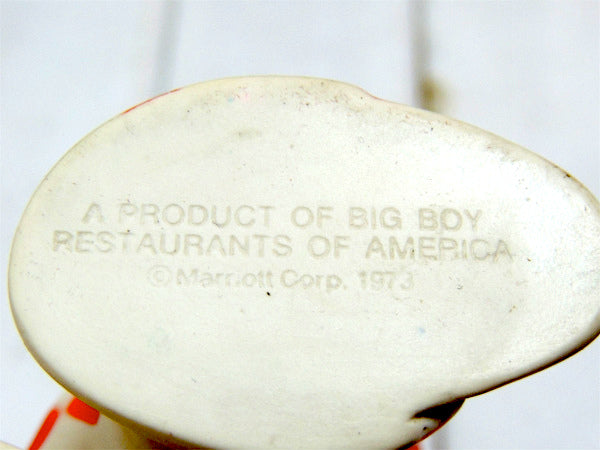 A PRODUCT OF BIG BOY
RESTAURANTS OF AMERICA
©Marriott Corp. 1973